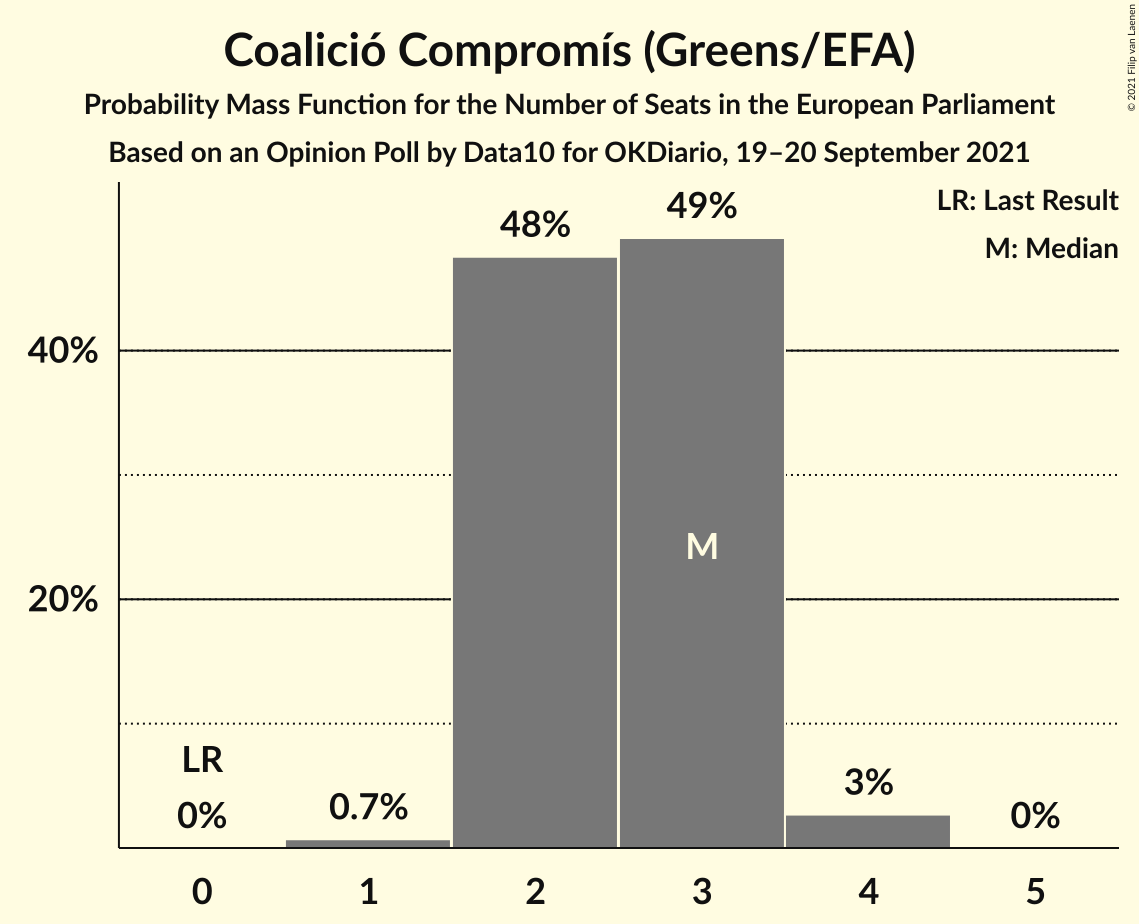 Coalició Compromís (Greens/EFA)
Probability Mass Function for the Number of Seats in the European Parliament
Based on an Opinion Poll by Data10 for OKDiario, 19–20 September 2021
© 2021 Filip van Laenen
LR: Last Result
M: Median
49%
48%
40%
M
20%
LR
0%
0.7%
3%
0%
0 1 2 3 4 5